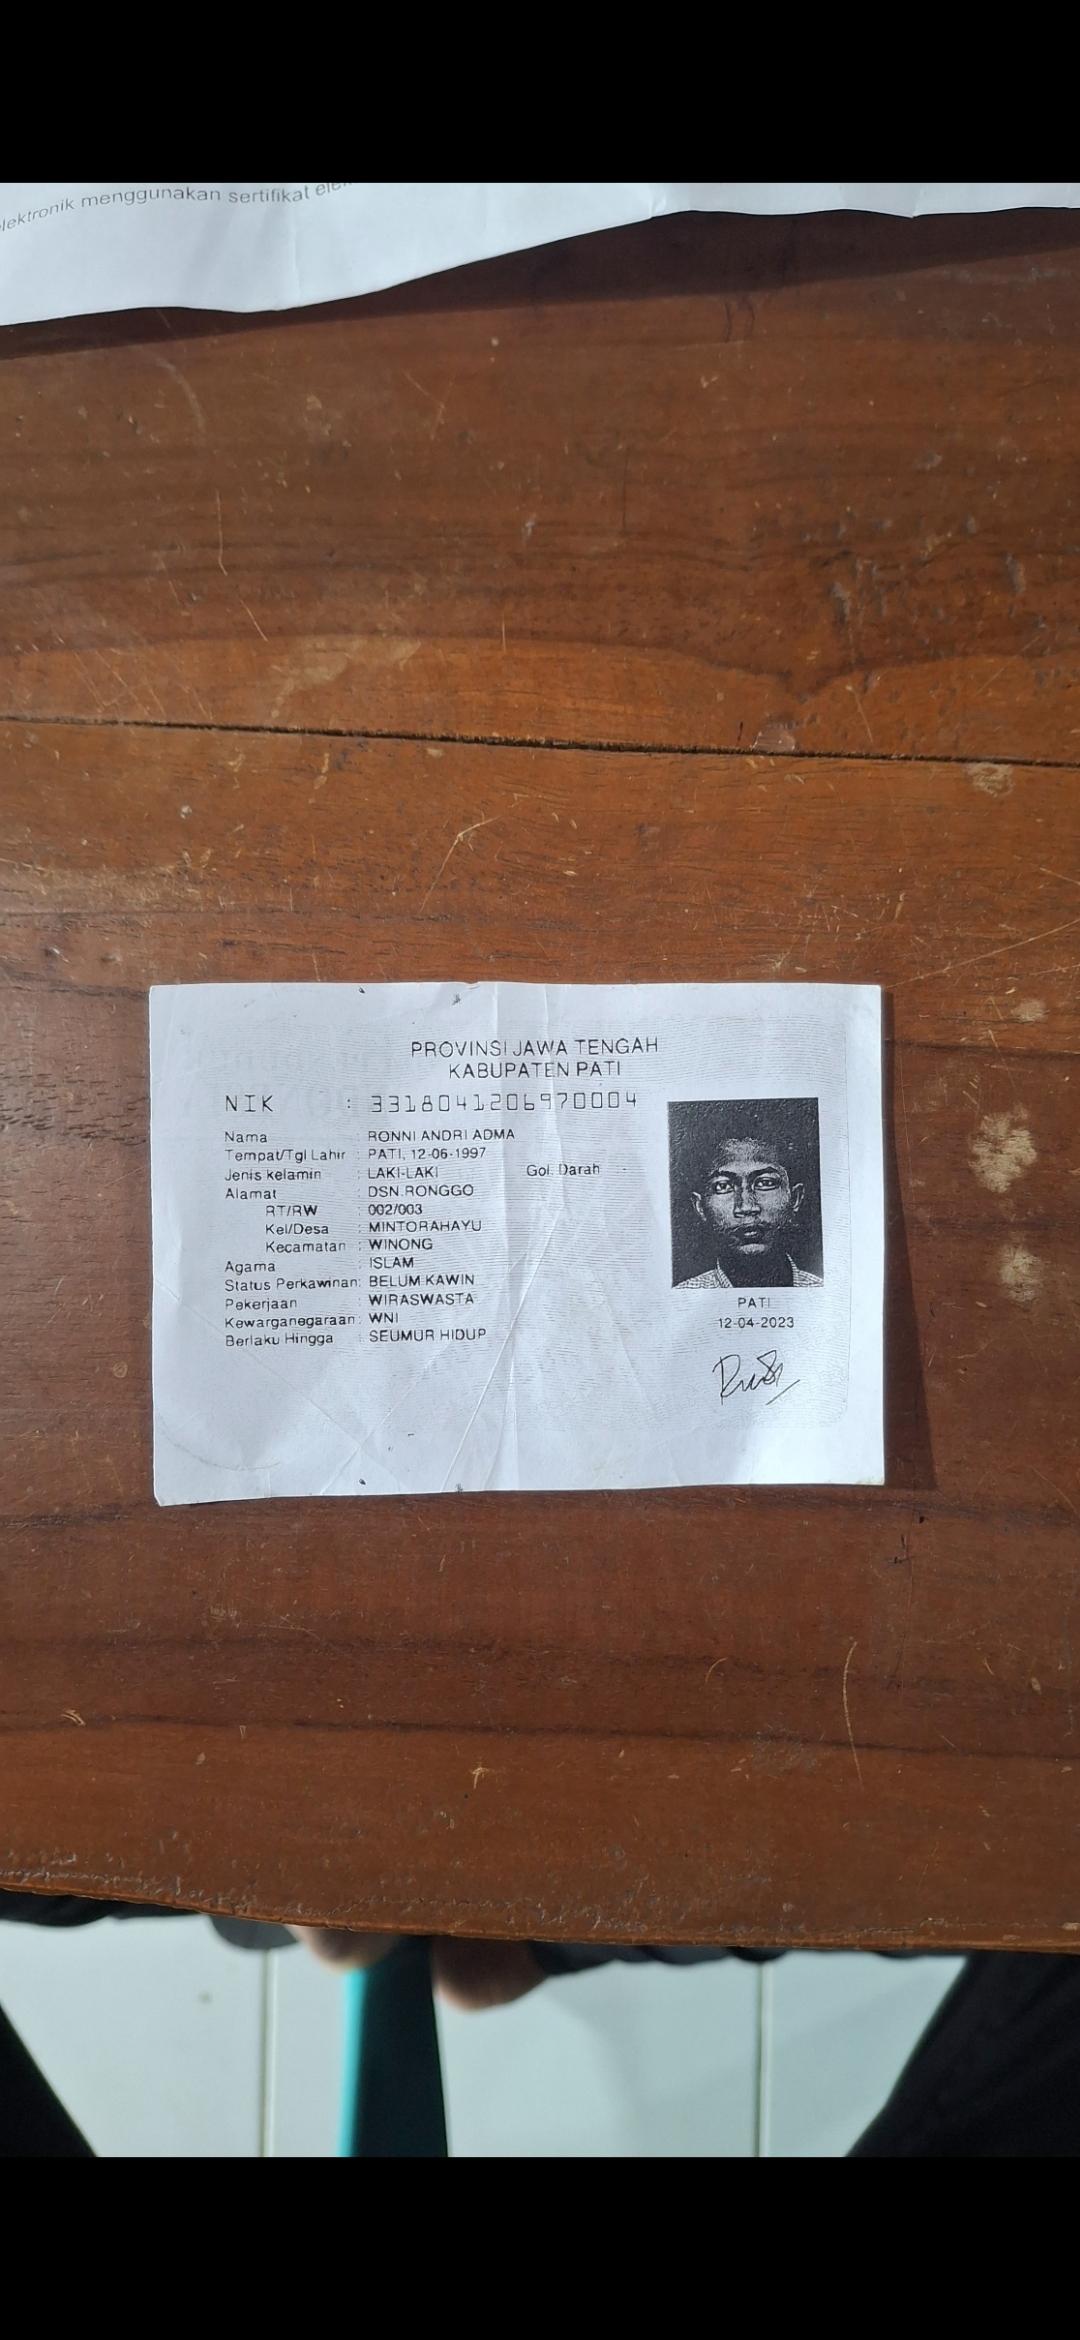 elektronik menggunakan sertifikat
PROVINSI JAWA TENGAH
KABUPATEN PATI
NIK : 3318041206970004
Nama : RONNI ANDRI ADMA
Tempat/Tgl Lahir : PATI, 12-06-1997
Jenis kelamin : LAKI-LAKI Gol. Darah : -
Alamat : DSN.RONGGO
RT/RW : 002/003
Kel/Desa : MINTORAHAYU
Kecamatan : WINONG
Agama : ISLAM
Status Perkawinan: BELUM KAWIN
Pekerjaan : WIRASWASTA
Kewarganegaraan : WNI
Berlaku Hingga : SEUMUR HIDUP
PATI
12-04-2023